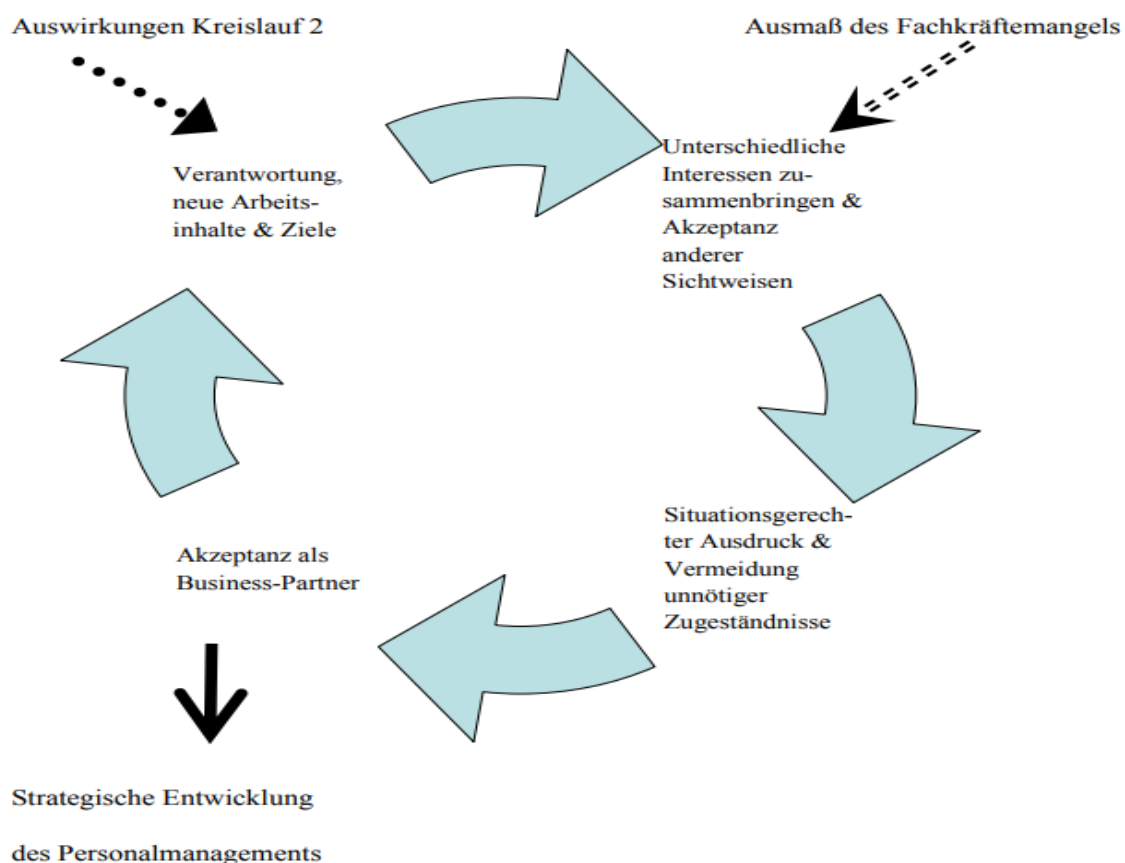 Auswirkungen Kreislauf 2
Ausmaß des Fachkräftemangels
Verantwortung,
neue Arbeits-
inhalte & Ziele
Unterschiedliche
Interessen zu-
sammenbringen &
Akzeptanz
anderer
Sichtweisen
Situationsgerech-
ter Ausdruck &
Vermeidung
unnötiger
Zugeständnisse
Akzeptanz als
Business-Partner
Strategische Entwicklung
des Personalmanagements